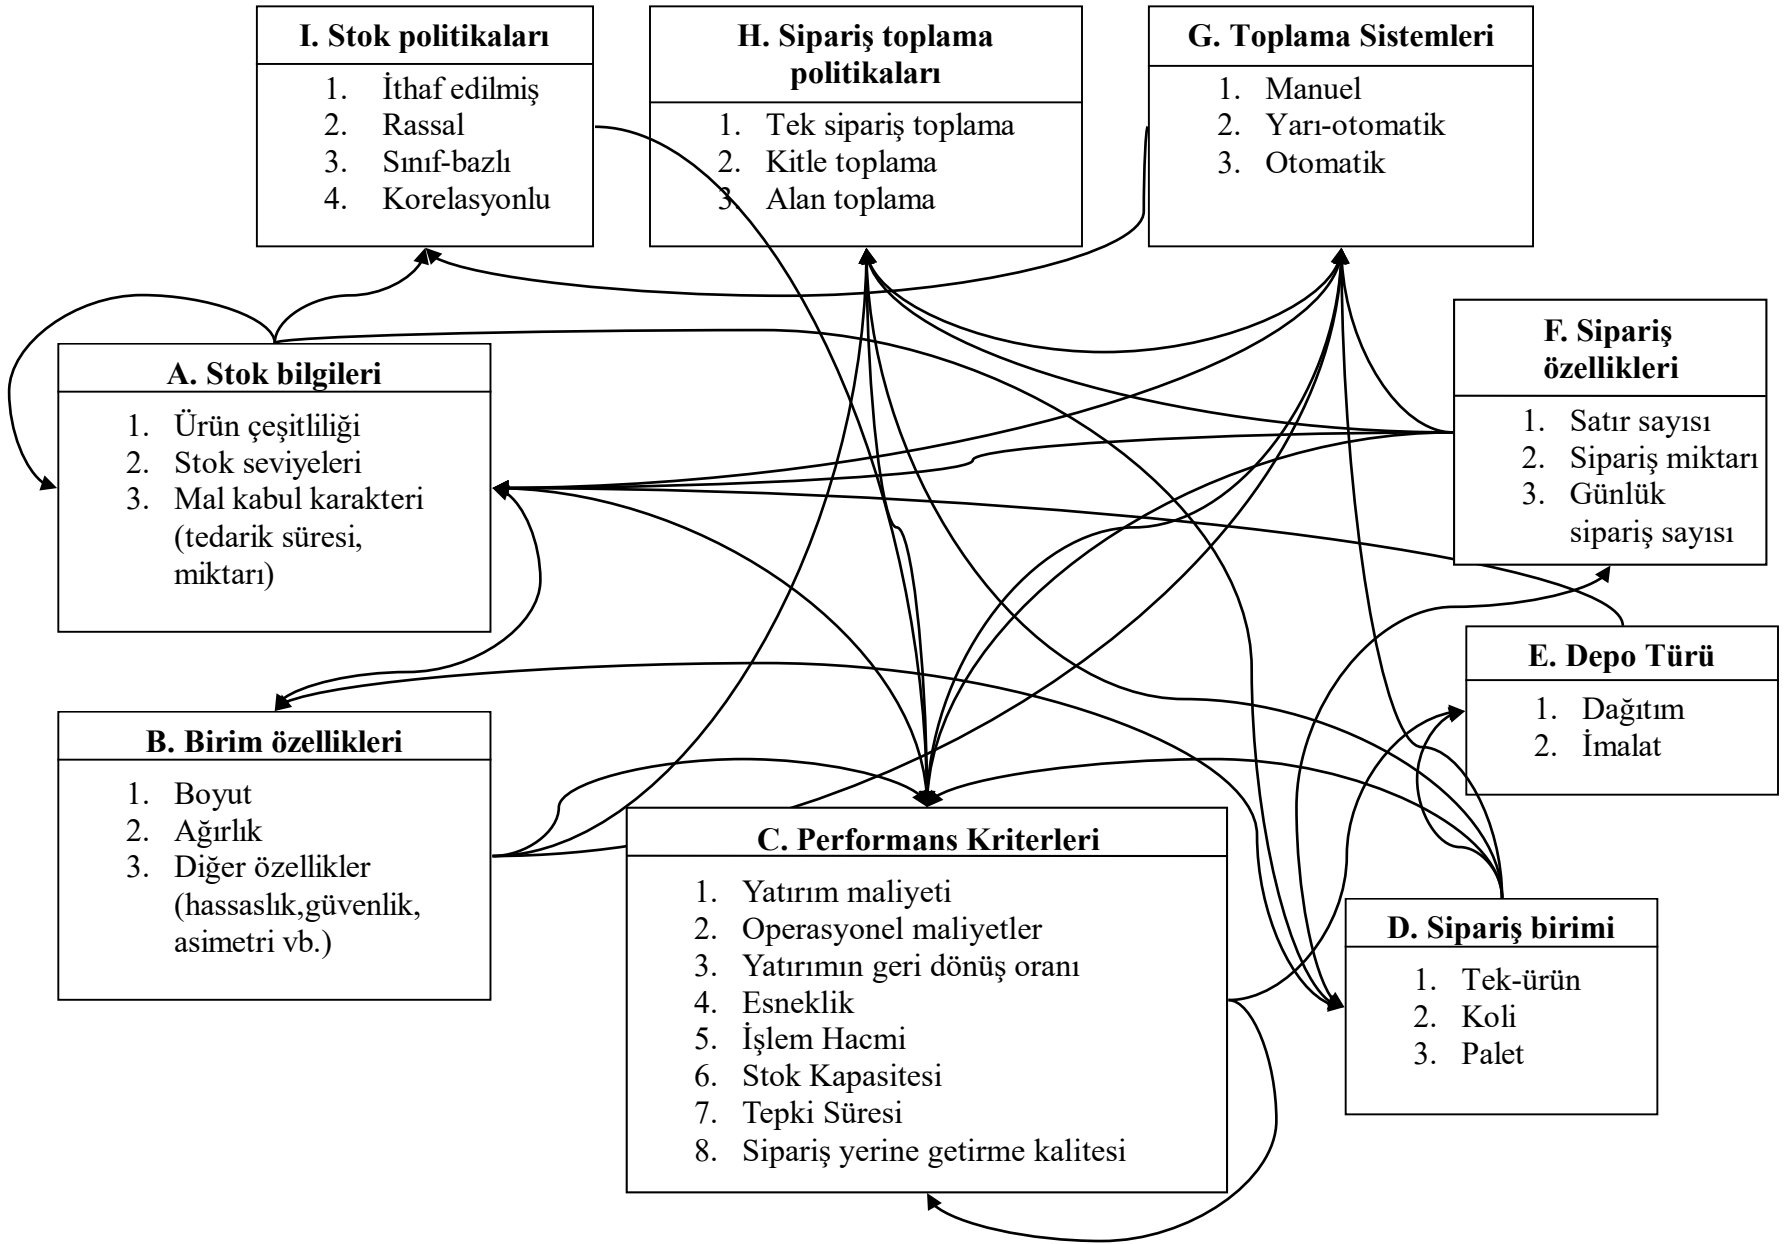 I. Stok politikaları
1. İthaf edilmiş
2. Rassal
3. Sınıf-bazlı
4. Korelasyonlu
H. Sipariş toplama
politikaları
1. Tek sipariş toplama
2. Kitle toplama
3. Alan toplama
G. Toplama Sistemleri
1. Manuel
2. Yarı-otomatik
3. Otomatik
A. Stok bilgileri
1. Ürün çeşitliliği
2. Stok seviyeleri
3. Mal kabul karakteri
(tedarik süresi,
miktarı)
F. Sipariş
özellikleri
1. Satır sayısı
2. Sipariş miktarı
3. Günlük
sipariş sayısı
E. Depo Türü
1. Dağıtım
2. İmalat
B. Birim özellikleri
1. Boyut
2. Ağırlık
3. Diğer özellikler
(hassaslık,güvenlik,
asimetri vb.)
C. Performans Kriterleri
1. Yatırım maliyeti
2. Operasyonel maliyetler
3. Yatırımın geri dönüş oranı
4. Esneklik
5. İşlem Hacmi
6. Stok Kapasitesi
7. Tepki Süresi
8. Sipariş yerine getirme kalitesi
D. Sipariş birimi
1. Tek-ürün
2. Koli
3. Palet